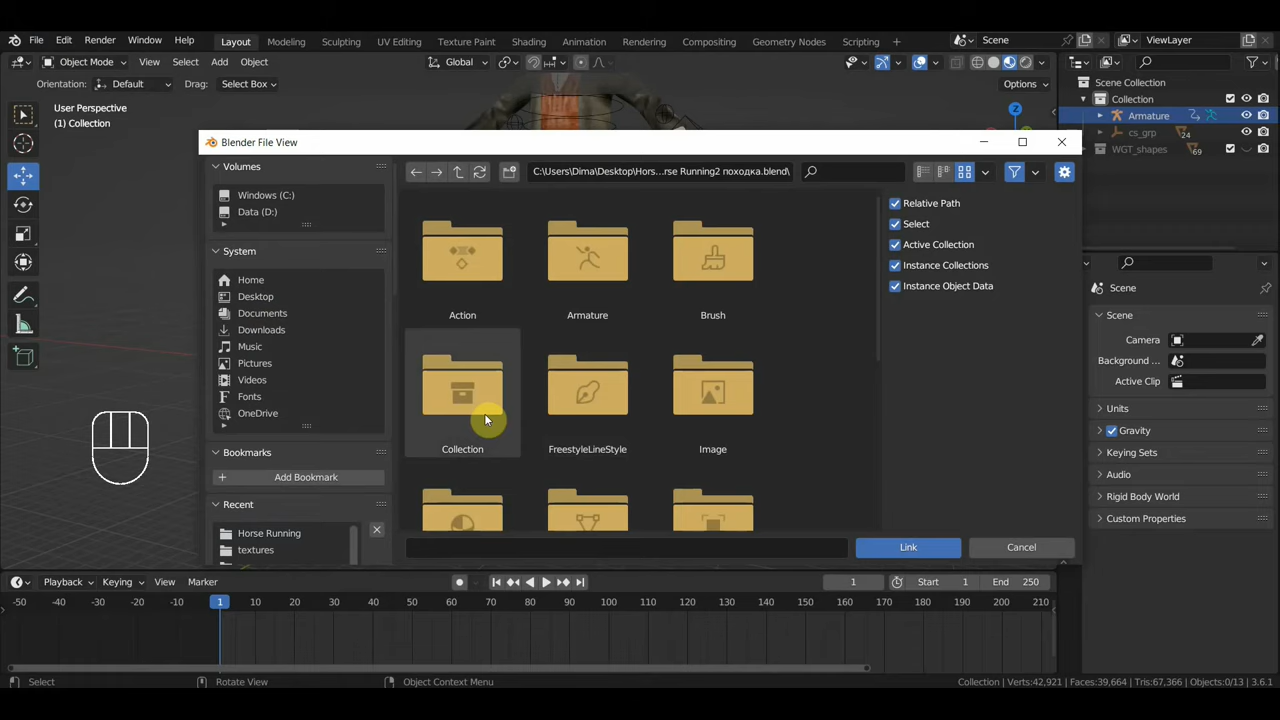 File Edit Render Window Help Layout Modeling Sculpting UV Editing Texture Paint Shading Animation Rendering Compositing Geometry Nodes Scripting + Scene ViewLayer
Object Mode View Select Add Object Global Options
Orientation: Default Drag: Select Box
User Perspective
(1) Collection
Z
Scene Collection
Collection
Armature
cs_grp 24
WGT_shapes 69
Blender File View
Volumes
Windows (C:)
Data (D:)
System
Home
Desktop
Documents
Downloads
Music
Pictures
Videos
Fonts
OneDrive
Bookmarks
Add Bookmark
Recent
Horse Running
textures
C:\Users\Dima\Desktop\Hors...rse Running2 походка.blend\
Action Armature Brush
Collection FreestyleLineStyle Image
Relative Path
Select
Active Collection
Instance Collections
Instance Object Data
Link Cancel
Scene
Scene
Camera
Background ...
Active Clip
Units
Gravity
Keying Sets
Audio
Rigid Body World
Custom Properties
Playback Keying View Marker 1 Start 1 End 250
-50 -40 -30 -20 -10 1 10 20 30 40 50 60 70 80 90 100 110 120 130 140 150 160 170 180 190 200 210
Select Rotate View Object Context Menu Collection | Verts:42,921 | Faces:39,664 | Tris:67,366 | Objects:0/13 | 3.6.1